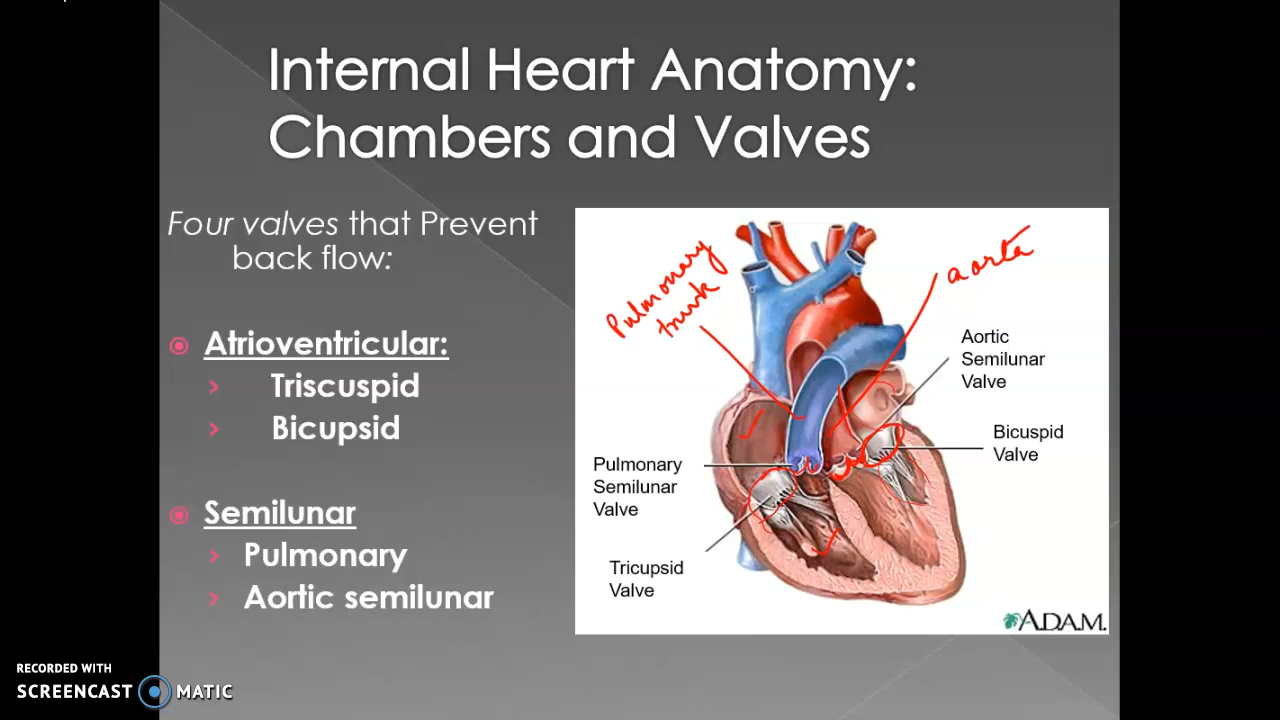 Internal Heart Anatomy:
Chambers and Valves
Four valves that Prevent
back flow:
Atrioventricular:
Triscuspid
Bicupsid
Semilunar
Pulmonary
Aortic semilunar
Pulmonary
trunk
aorta
Aortic
Semilunar
Valve
Bicuspid
Valve
Pulmonary
Semilunar
Valve
Tricupsid
Valve
A.D.A.M.
RECORDED WITH
SCREENCAST MATIC